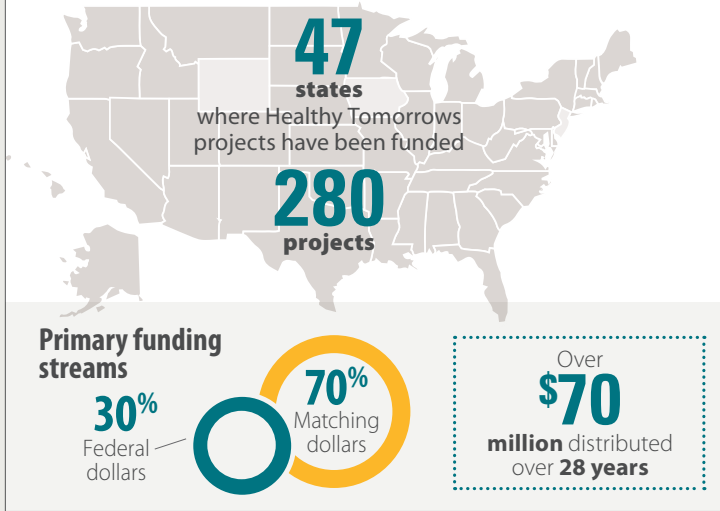 47
states
where Healthy Tomorrows
projects have been funded
280
projects
Primary funding
streams
30%
Federal
dollars
70%
Matching
dollars
Over
$70
million distributed
over 28 years